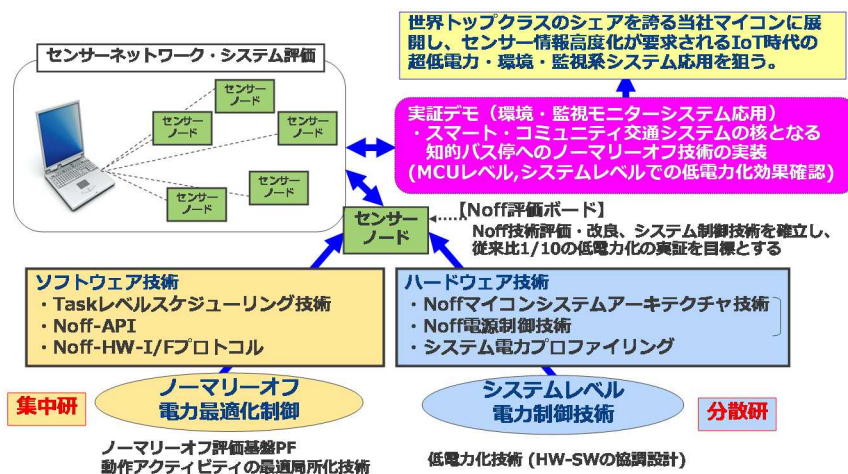 世界トップクラスのシェアを誇る当社マイコンに展
開し、センサー情報高度化が要求されるIoT時代の
超低電力・環境・監視系システム応用を狙う。
センサーネットワーク・システム評価
センサー
ノード
センサー
ノード
センサー
ノード
センサー
ノード
センサー
ノード
実証デモ（環境・監視モニターシステム応用）
・スマート・コミュニティ交通システムの核となる
知的バス停へのノーマリーオフ技術の実装
(MCUレベル,システムレベルでの低電力化効果確認)
センサー
ノード
【Noff評価ボード】
Noff技術評価・改良、システム制御技術を確立し、
従来比1/10の低電力化の実証を目標とする
ソフトウェア技術
・Taskレベルスケジューリング技術
・Noff-API
・Noff-HW-I/Fプロトコル
ハードウェア技術
・Noffマイコンシステムアーキテクチャ技術
・Noff電源制御技術
・システム電力プロファイリング
集中研
ノーマリーオフ
電力最適化制御
システムレベル
電力制御技術
分散研
ノーマリーオフ評価基盤PF
動作アクティビティの最適局所化技術
低電力化技術 (HW-SWの協調設計)